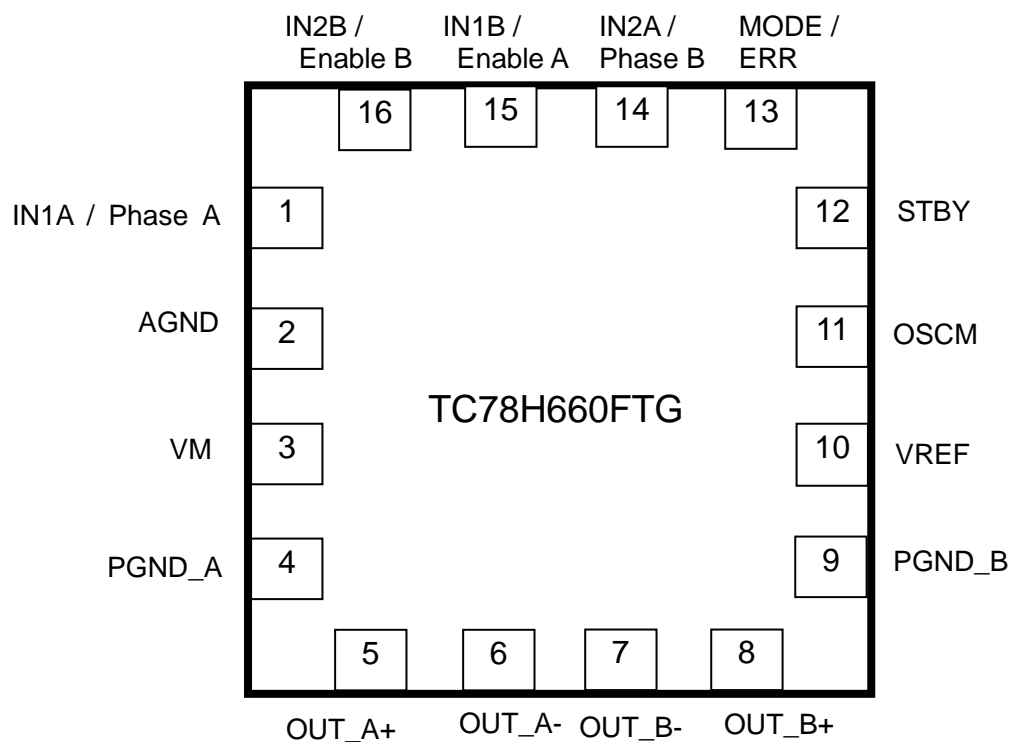 IN2B /
Enable B
IN1B /
Enable A
IN2A /
Phase B
MODE /
ERR
16
15
14
13
IN1A / Phase A
1
12
STBY
AGND
2
11
OSCM
TC78H660FTG
VM
3
10
VREF
PGND_A
4
9
PGND_B
5
6
7
8
OUT_A+
OUT_A-
OUT_B-
OUT_B+